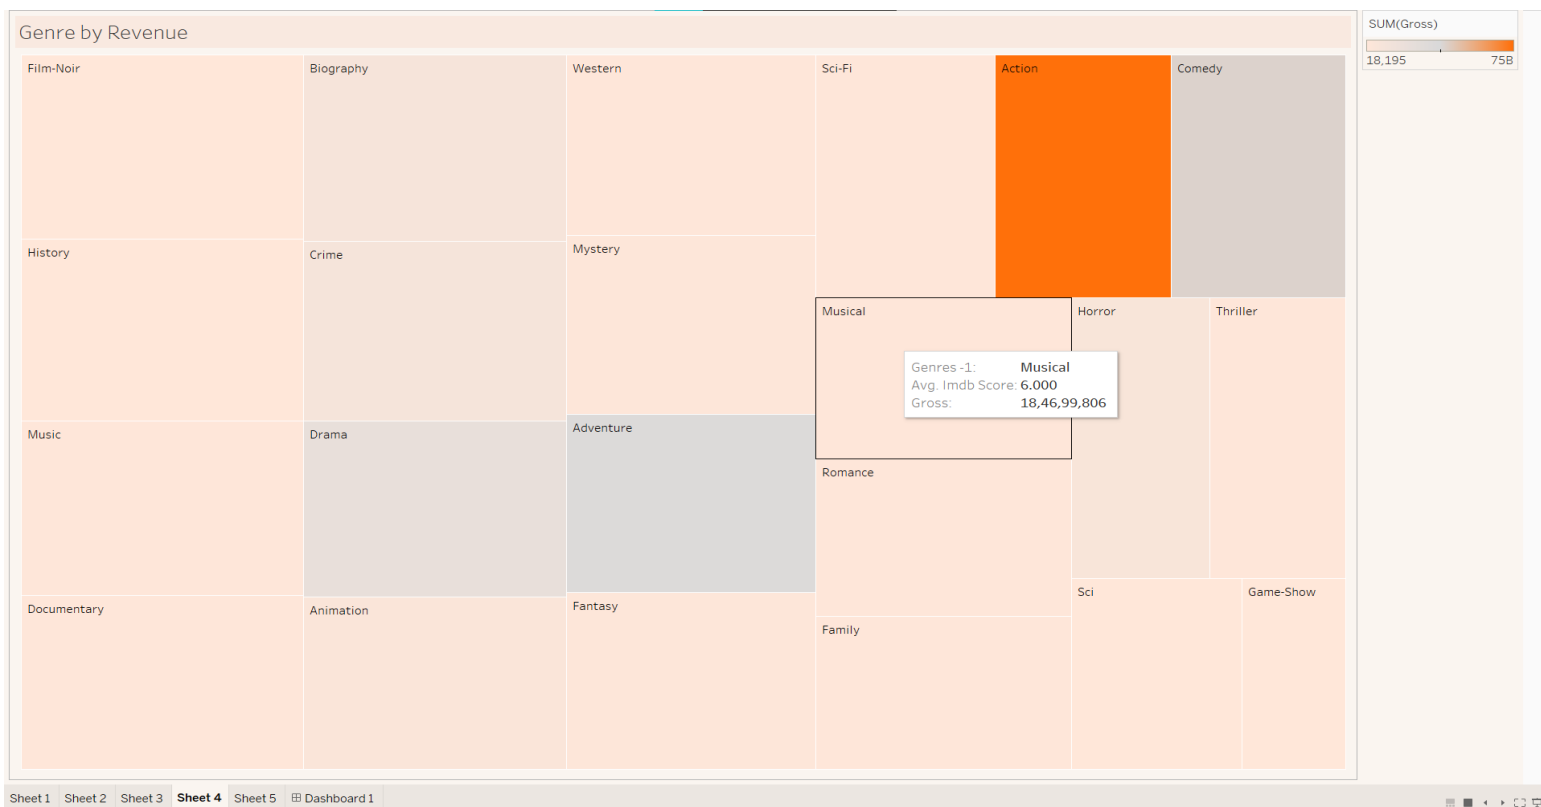 Genre by Revenue
SUM(Gross)
18,195 75B
Film-Noir
Biography
Western
Sci-Fi
Action
Comedy
History
Crime
Mystery
Musical
Horror
Thriller
Genres -1: Musical
Avg. Imdb Score: 6.000
Gross: 18,46,99,806
Music
Drama
Adventure
Romance
Documentary
Animation
Fantasy
Family
Sci
Game-Show
Sheet 1 Sheet 2 Sheet 3 Sheet 4 Sheet 5 Dashboard 1